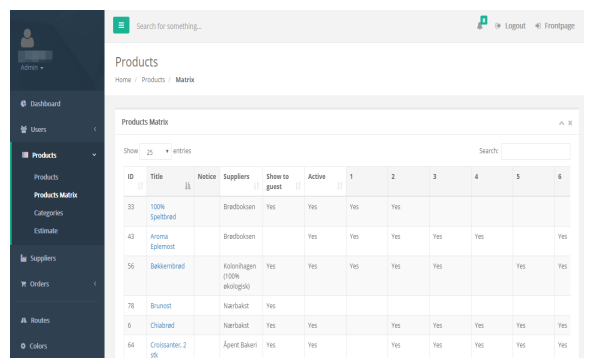 Search for something...
8
Logout
Frontpage
Admin
Products
Home / Products / Matrix
Dashboard
Users
Products
Products
Products Matrix
Categories
Estimate
Suppliers
Orders
Routes
Colors
Products Matrix
Show 25 entries
Search:
ID Title Notice Suppliers Show to guest Active 1 2 3 4 5 6
33 100% Speltbrød Brødboksen Yes Yes Yes Yes
43 Aroma Eplemost Brødboksen Yes Yes Yes Yes Yes Yes
56 Bøkkernbrød Kolonihagen (100% økologisk) Yes Yes Yes Yes Yes Yes Yes
78 Brunost Nærbakst Yes
6 Chiabrød Nærbakst Yes Yes Yes Yes Yes Yes Yes
64 Croissanter, 2 stk Åpent Bakeri Yes Yes Yes Yes Yes Yes Yes